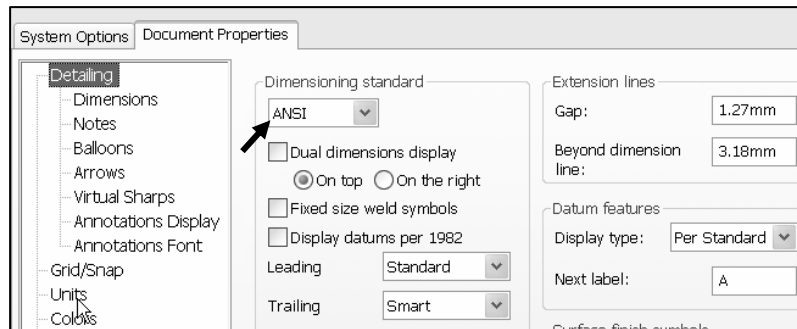 System Options
Document Properties
Detailing
Dimensions
Notes
Balloons
Arrows
Virtual Sharps
Annotations Display
Annotations Font
Grid/Snap
Units
Colors
Dimensioning standard
ANSI
Dual dimensions display
On top On the right
Fixed size weld symbols
Display datums per 1982
Leading Standard
Trailing Smart
Extension lines
Gap: 1.27mm
Beyond dimension 3.18mm
line:
Datum features
Display type: Per Standard
Next label: A
Surface finish symbols